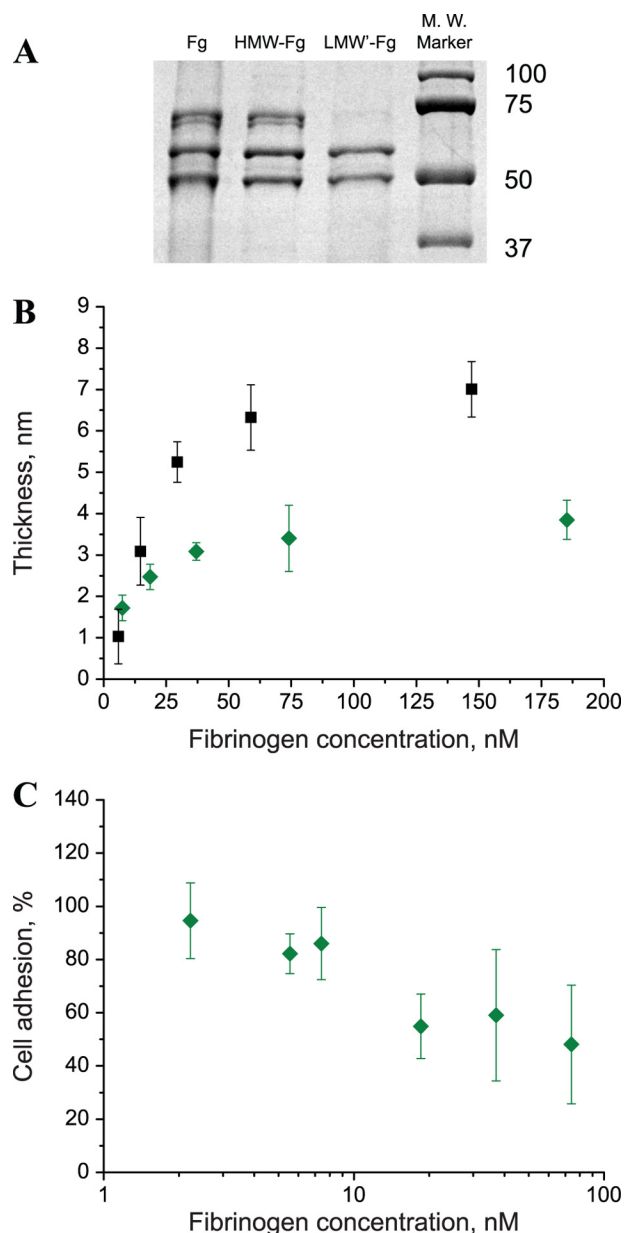 A
Fg
HMW-Fg
LMW'-Fg
M. W.
Marker
100
75
50
37
B
9
8
7
6
5
4
3
2
1
0
Thickness, nm
0 25 50 75 100 125 150 175 200
Fibrinogen concentration, nM
C
140
120
100
80
60
40
20
0
Cell adhesion, %
1 10 100
Fibrinogen concentration, nM